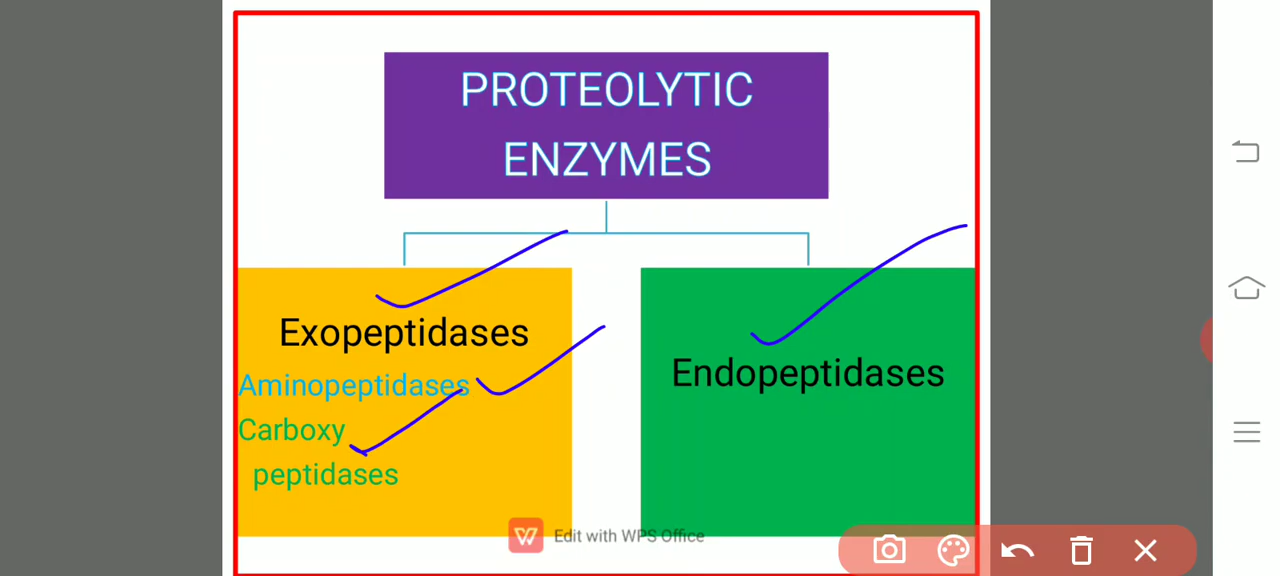 PROTEOLYTIC
ENZYMES
Exopeptidases
Aminopeptidases
Carboxy
peptidases
Endopeptidases
Edit with WPS Office